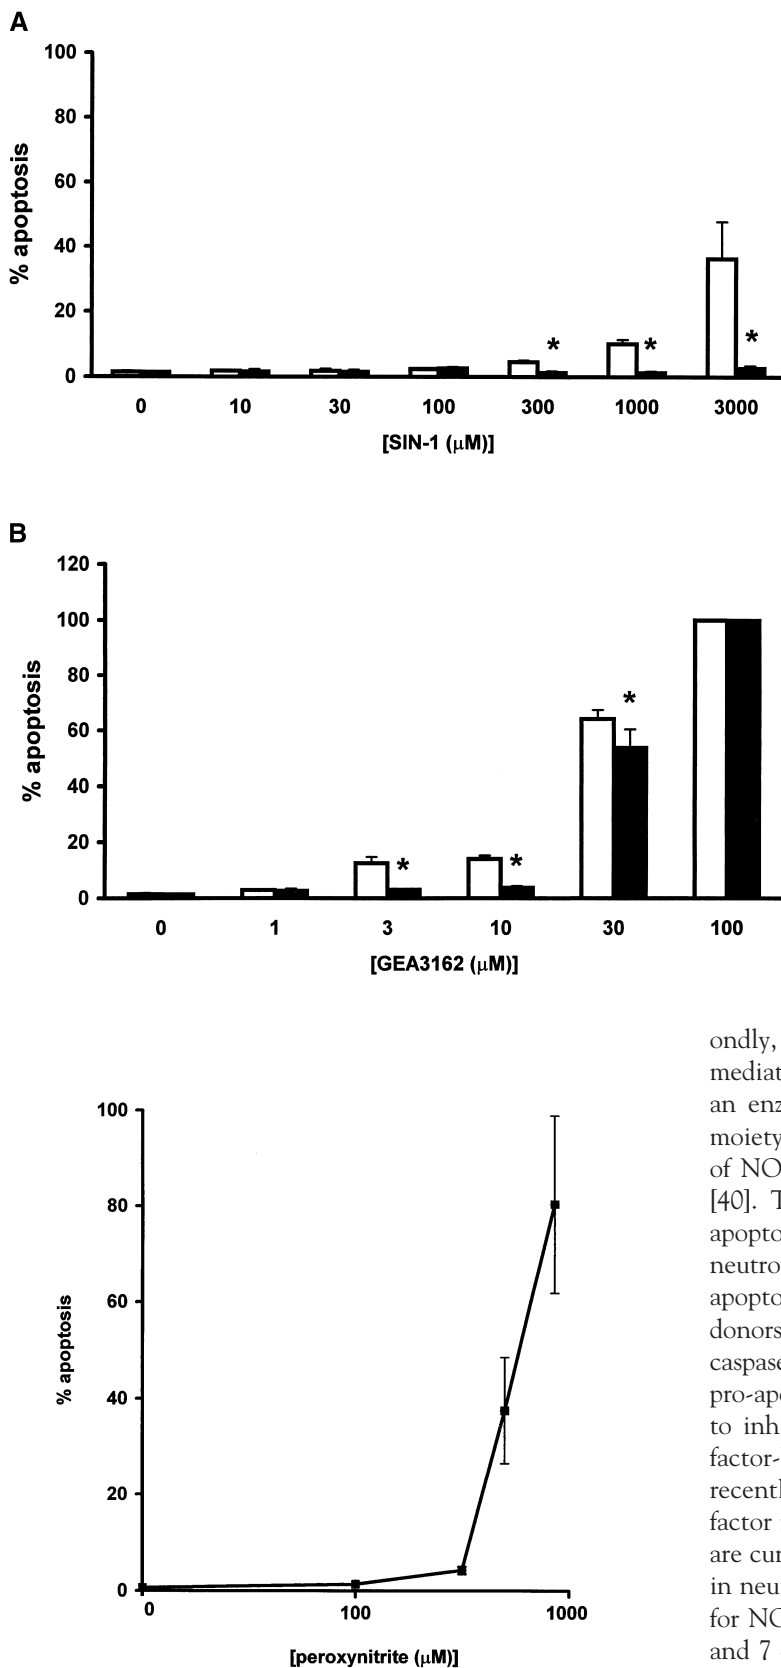 A
100
80
60
40
20
0
% apoptosis
* * *
0 10 30 100 300 1000 3000
[SIN-1 (μM)]
B
120
100
80
60
40
20
0
% apoptosis
* * *
0 1 3 10 30 100
[GEA3162 (μM)]
100
80
60
40
20
0
% apoptosis
0 100 1000
[peroxynitrite (μM)]
ondly,
mediat
an enz
moiety
of NO
[40]. T
apopto
neutro
apopto
donors
caspase
pro-apo
to inh
factor-
recentl
factor
are cur
in neut
for NO
and 7